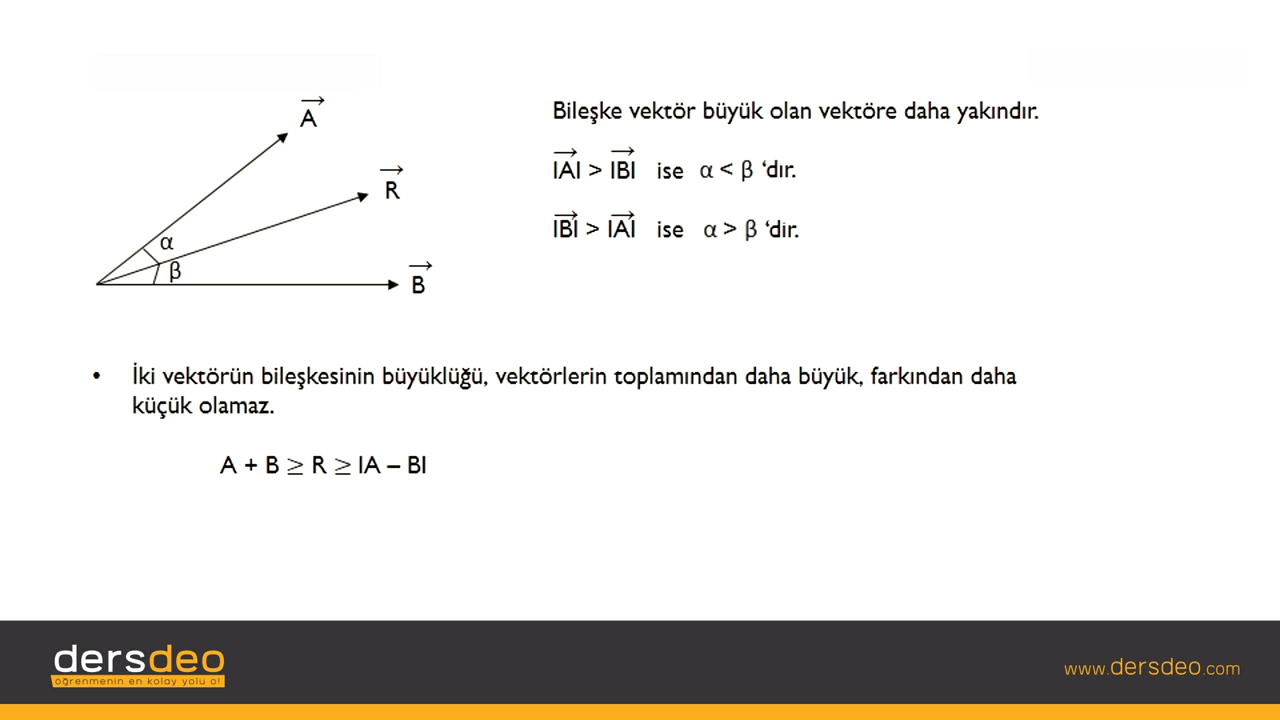 A
R
α
β
B
Bileşke vektör büyük olan vektöre daha yakındır.
IAI > IBI ise α < β ‘dır.
IBI > IAI ise α > β ‘dir.
• İki vektörün bileşkesinin büyüklüğü, vektörlerin toplamından daha büyük, farkından daha
küçük olamaz.
A + B ≥ R ≥ IA – BI
dersdeo
öğrenmenin en kolay yolu o!
www.dersdeo.com